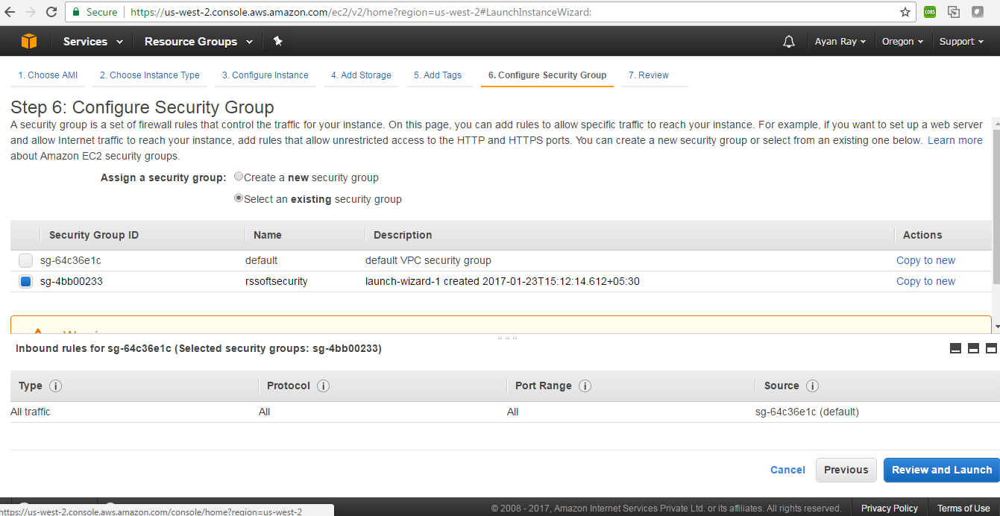 Secure https://us-west-2.console.aws.amazon.com/ec2/v2/home?region=us-west-2#LaunchInstanceWizard:
Services Resource Groups Ayan Ray Oregon Support
1. Choose AMI 2. Choose Instance Type 3. Configure Instance 4. Add Storage 5. Add Tags 6. Configure Security Group 7. Review
Step 6: Configure Security Group
A security group is a set of firewall rules that control the traffic for your instance. On this page, you can add rules to allow specific traffic to reach your instance. For example, if you want to set up a web server
and allow Internet traffic to reach your instance, add rules that allow unrestricted access to the HTTP and HTTPS ports. You can create a new security group or select from an existing one below. Learn more
about Amazon EC2 security groups.
Assign a security group: Create a new security group
Select an existing security group
Security Group ID Name Description Actions
sg-64c36e1c default default VPC security group Copy to new
sg-4bb00233 rssoftsecurity launch-wizard-1 created 2017-01-23T15:12:14.612+05:30 Copy to new
Inbound rules for sg-64c36e1c (Selected security groups: sg-4bb00233)
Type Protocol Port Range Source
All traffic All All sg-64c36e1c (default)
Cancel Previous Review and Launch
https://us-west-2.console.aws.amazon.com/console/home?region=us-west-2 © 2008 - 2017, Amazon Internet Services Private Ltd. or its affiliates. All rights reserved. Privacy Policy Terms of Use